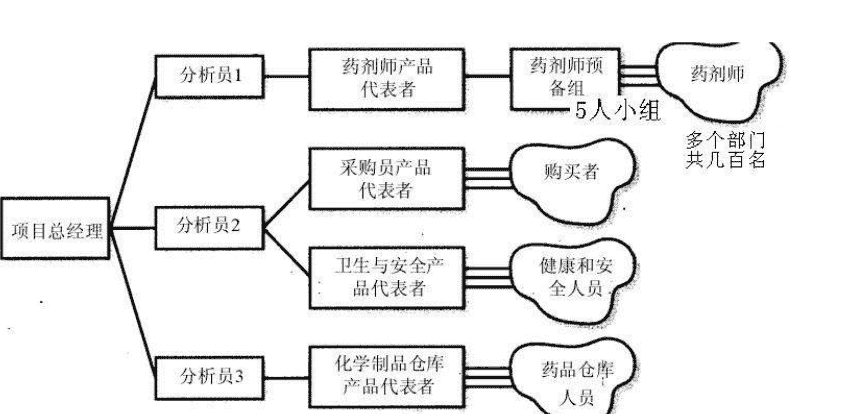 分析员1
药剂师产品
代表者
药剂师预
备组
药剂师
5人小组
多个部门
共几百名
采购员产品
代表者
购买者
项目总经理
分析员2
卫生与安全产
品代表者
健康和安
全人员
分析员3
化学制品仓库
产品代表者
药品仓库
人员